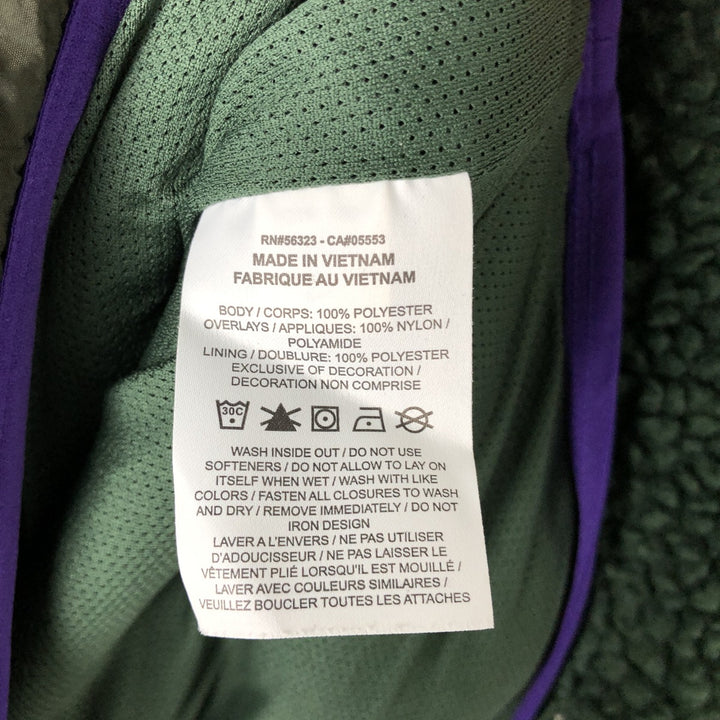 RN#56323 - CA#05553
MADE IN VIETNAM
FABRIQUE AU VIETNAM
BODY / CORPS: 100% POLYESTER
OVERLAYS / APPLIQUES: 100% NYLON /
POLYAMIDE
LINING / DOUBLURE: 100% POLYESTER
EXCLUSIVE OF DECORATION /
DECORATION NON COMPRISE
30C
WASH INSIDE OUT / DO NOT USE
SOFTENERS / DO NOT ALLOW TO LAY ON
ITSELF WHEN WET / WASH WITH LIKE
COLORS / FASTEN ALL CLOSURES TO WASH
AND DRY / REMOVE IMMEDIATELY / DO NOT
IRON DESIGN
LAVER A L'ENVERS / NE PAS UTILISER
D'ADOUCISSEUR / NE PAS LAISSER LE
VÊTEMENT PLIÉ LORSQU'IL EST MOUILLÉ /
LAVER AVEC COULEURS SIMILAIRES /
VEUILLEZ BOUCLER TOUTES LES ATTACHES